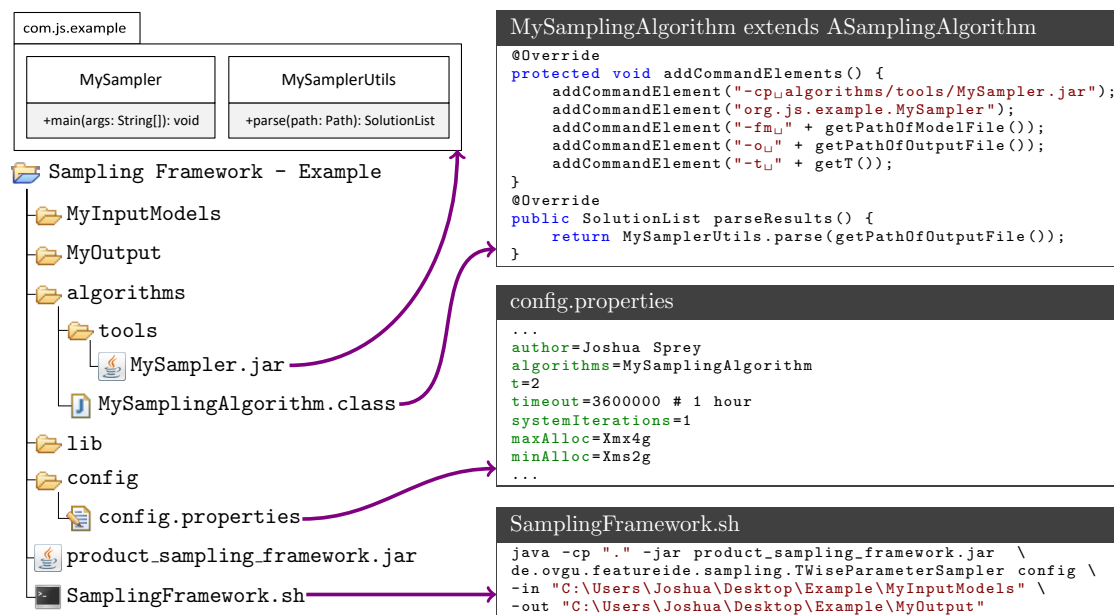 com.js.example
MySampler
+main(args: String[]): void
MySamplerUtils
+parse(path: Path): SolutionList
Sampling Framework - Example
MyInputModels
MyOutput
algorithms
tools
MySampler.jar
MySamplingAlgorithm.class
lib
config
config.properties
product_sampling_framework.jar
SamplingFramework.sh
MySamplingAlgorithm extends ASamplingAlgorithm
@Override
protected void addCommandElements() {
addCommandElement("-cp␣algorithms/tools/MySampler.jar");
addCommandElement("org.js.example.MySampler");
addCommandElement("-fm␣" + getPathOfModelFile());
addCommandElement("-o␣" + getPathOfOutputFile());
addCommandElement("-t␣" + getT());
}
@Override
public SolutionList parseResults() {
return MySamplerUtils.parse(getPathOfOutputFile());
}
config.properties
...
author=Joshua Sprey
algorithms=MySamplingAlgorithm
t=2
timeout=3600000 # 1 hour
systemIterations=1
maxAlloc=Xmx4g
minAlloc=Xms2g
...
SamplingFramework.sh
java -cp "." -jar product_sampling_framework.jar \
de.ovgu.featureide.sampling.TWiseParameterSampler config \
-in "C:\Users\Joshua\Desktop\Example\MyInputModels" \
-out "C:\Users\Joshua\Desktop\Example\MyOutput"